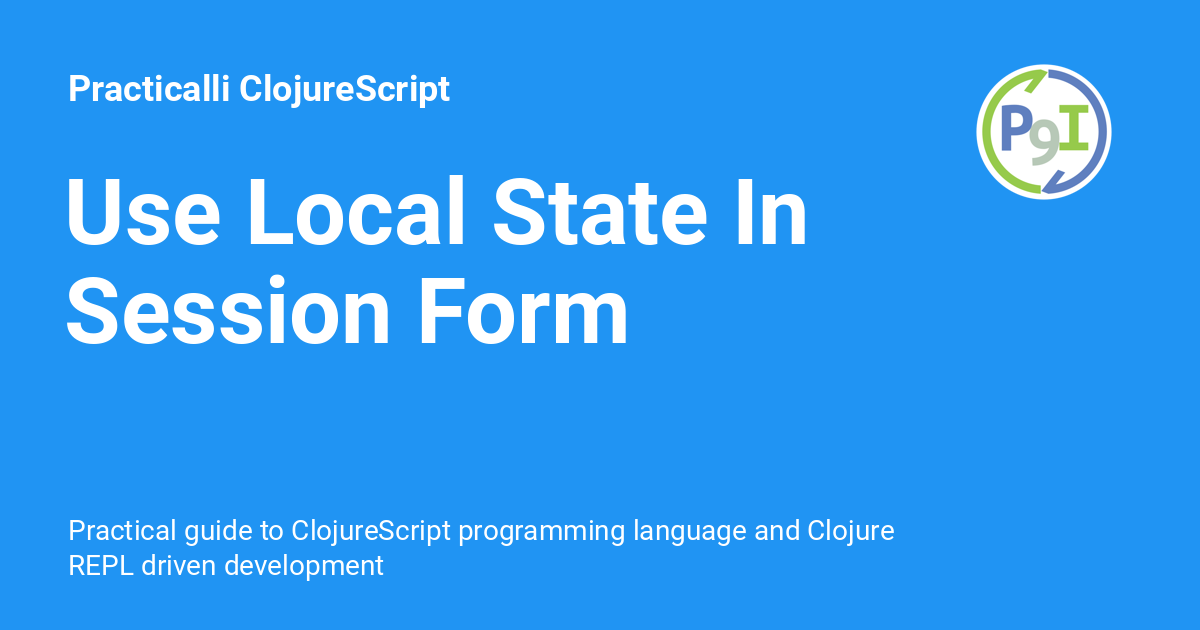 Practicalli ClojureScript
P9I
Use Local State In
Session Form
Practical guide to ClojureScript programming language and Clojure
REPL driven development